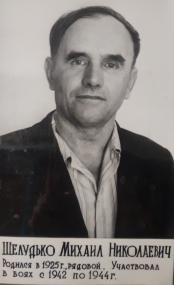 Шелудько Михаил Николаевич
Родился в 1925г., рядовой. Участвовал
в боях с 1942 по 1944г.